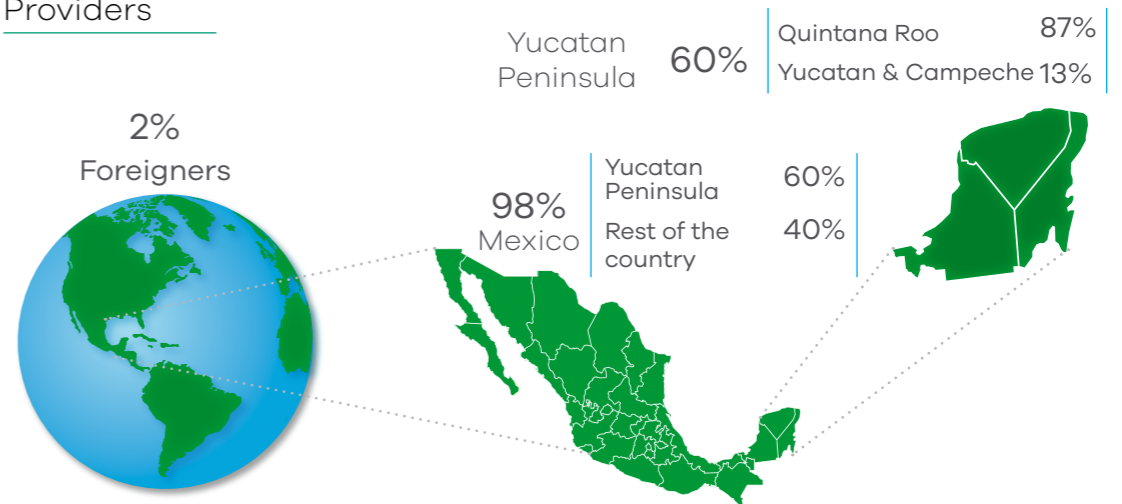 Providers
Yucatan
Peninsula
60%
Quintana Roo 87%
Yucatan & Campeche 13%
2%
Foreigners
98%
Mexico
Yucatan
Peninsula
60%
Rest of the
country
40%